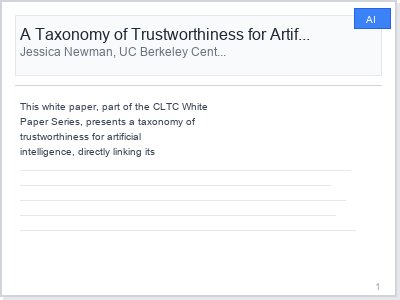 AI
A Taxonomy of Trustworthiness for Artif...
Jessica Newman, UC Berkeley Cent...
This white paper, part of the CLTC White
Paper Series, presents a taxonomy of
trustworthiness for artificial
intelligence, directly linking its
1